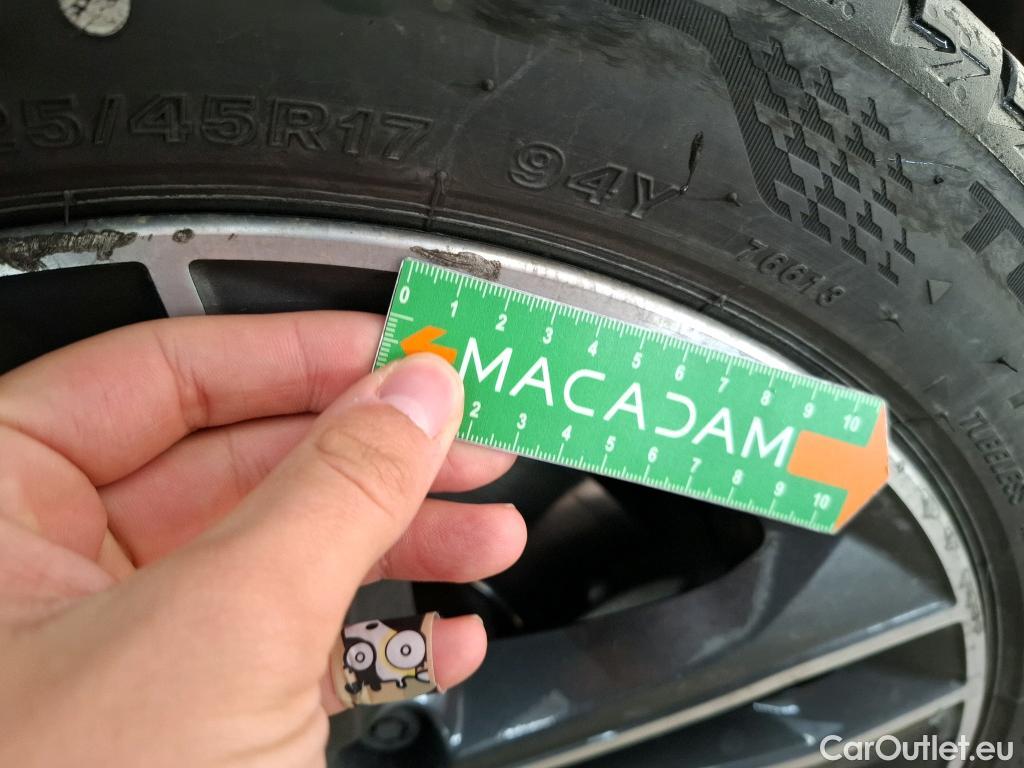 25/45R17
94Y
76613
TUBELESS
0 1 2 3 4 5 6 7 8 9 10
MACADAM
2 3 4 5 6 7 8 9 10
CarOutlet.eu